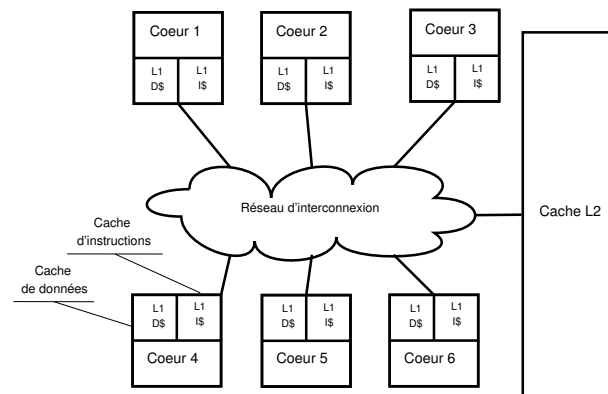 Coeur 1
Coeur 2
Coeur 3
L1
D$
L1
I$
L1
D$
L1
I$
L1
D$
L1
I$
Réseau d'interconnexion
Cache L2
Cache
d'instructions
Cache
de données
L1
D$
L1
I$
L1
D$
L1
I$
L1
D$
L1
I$
Coeur 4
Coeur 5
Coeur 6